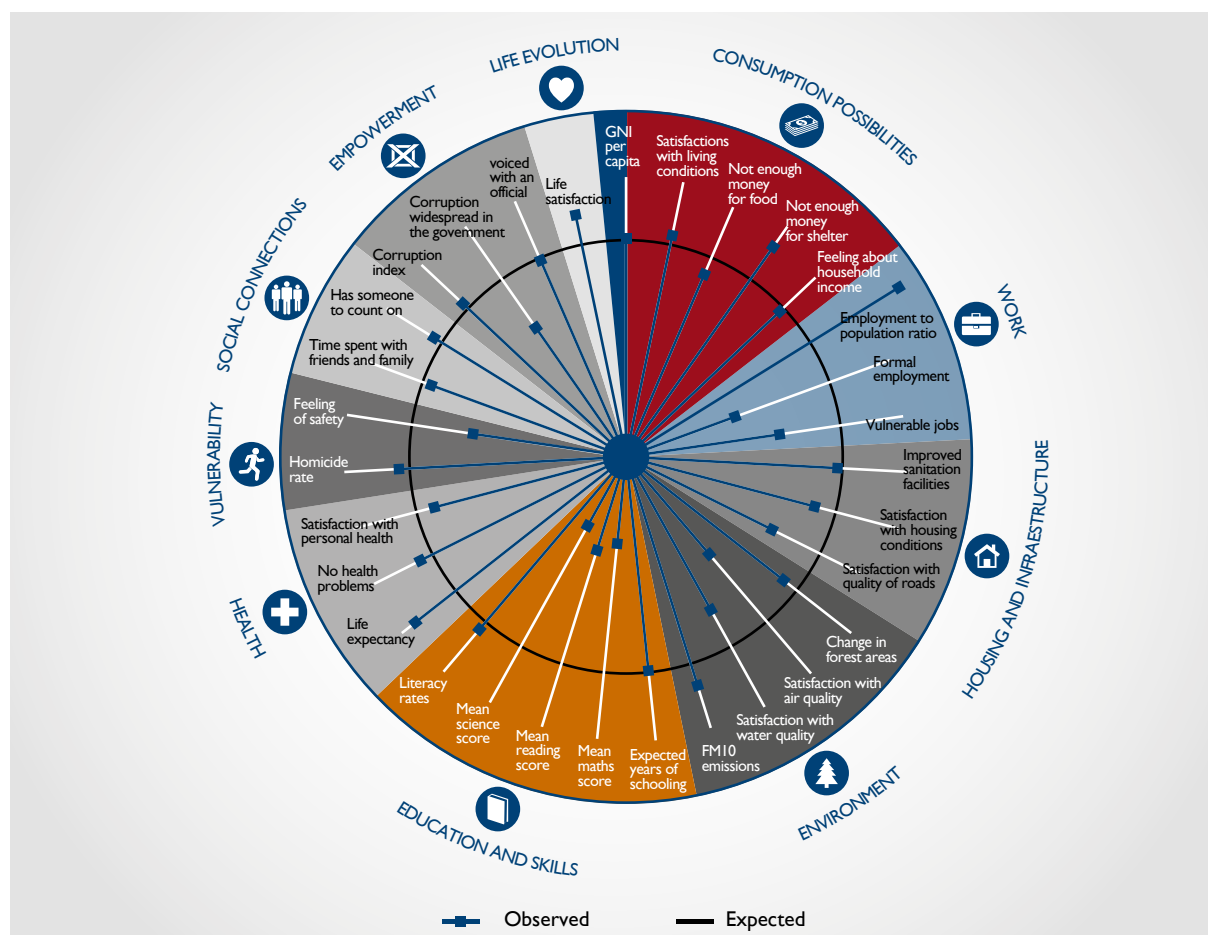 LIFE EVOLUTION
CONSUMPTION POSSIBILITIES
EMPOWERMENT
SOCIAL CONNECTIONS
WORK
VULNERABILITY
HOUSING AND INFRAESTRUCTURE
HEALTH
ENVIRONMENT
EDUCATION AND SKILLS
GNI
per
capita
Satisfactions
with living
conditions
Not enough
money
for food
Not enough
money
for shelter
Feeling about
household
income
Employment to
population ratio
Formal
employment
Vulnerable jobs
Improved
sanitation
facilities
Satisfaction
with housing
conditions
Satisfaction with
quality of roads
Change in
forest areas
Satisfaction with
air quality
Satisfaction with
water quality
FM10
emissions
Expected
years of
schooling
Mean
maths
score
Mean
reading
score
Mean
science
score
Literacy
rates
Life
expectancy
No health
problems
Satisfaction with
personal health
Homicide
rate
Feeling
of safety
Time spent with
friends and family
Has someone
to count on
Corruption
index
Corruption
widespread in
the government
voiced
with an
official
Life
satisfaction
Observed
Expected